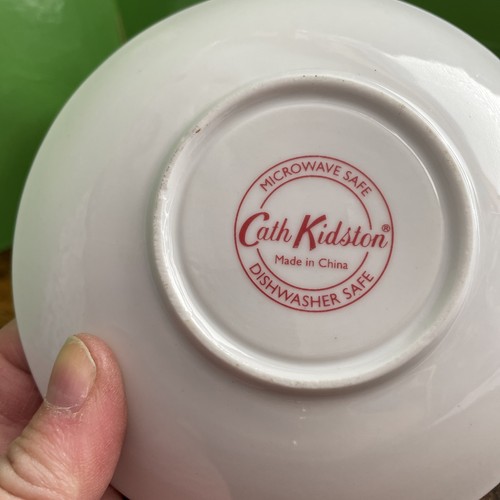 MICROWAVE SAFE
Cath Kidston®
Made in China
DISHWASHER SAFE